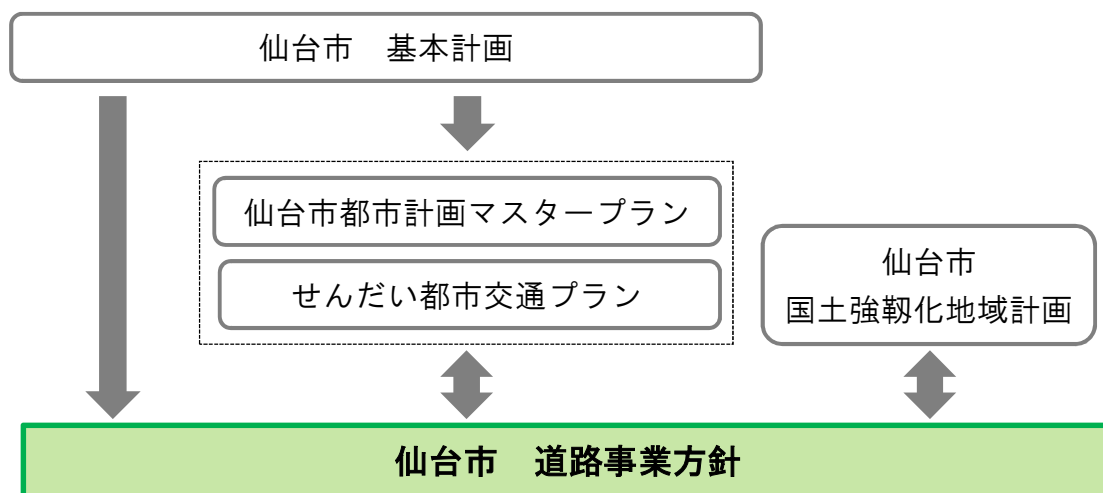 仙台市　基本計画
仙台市都市計画マスタープラン
せんだい都市交通プラン
仙台市
国土強靱化地域計画
仙台市　道路事業方針